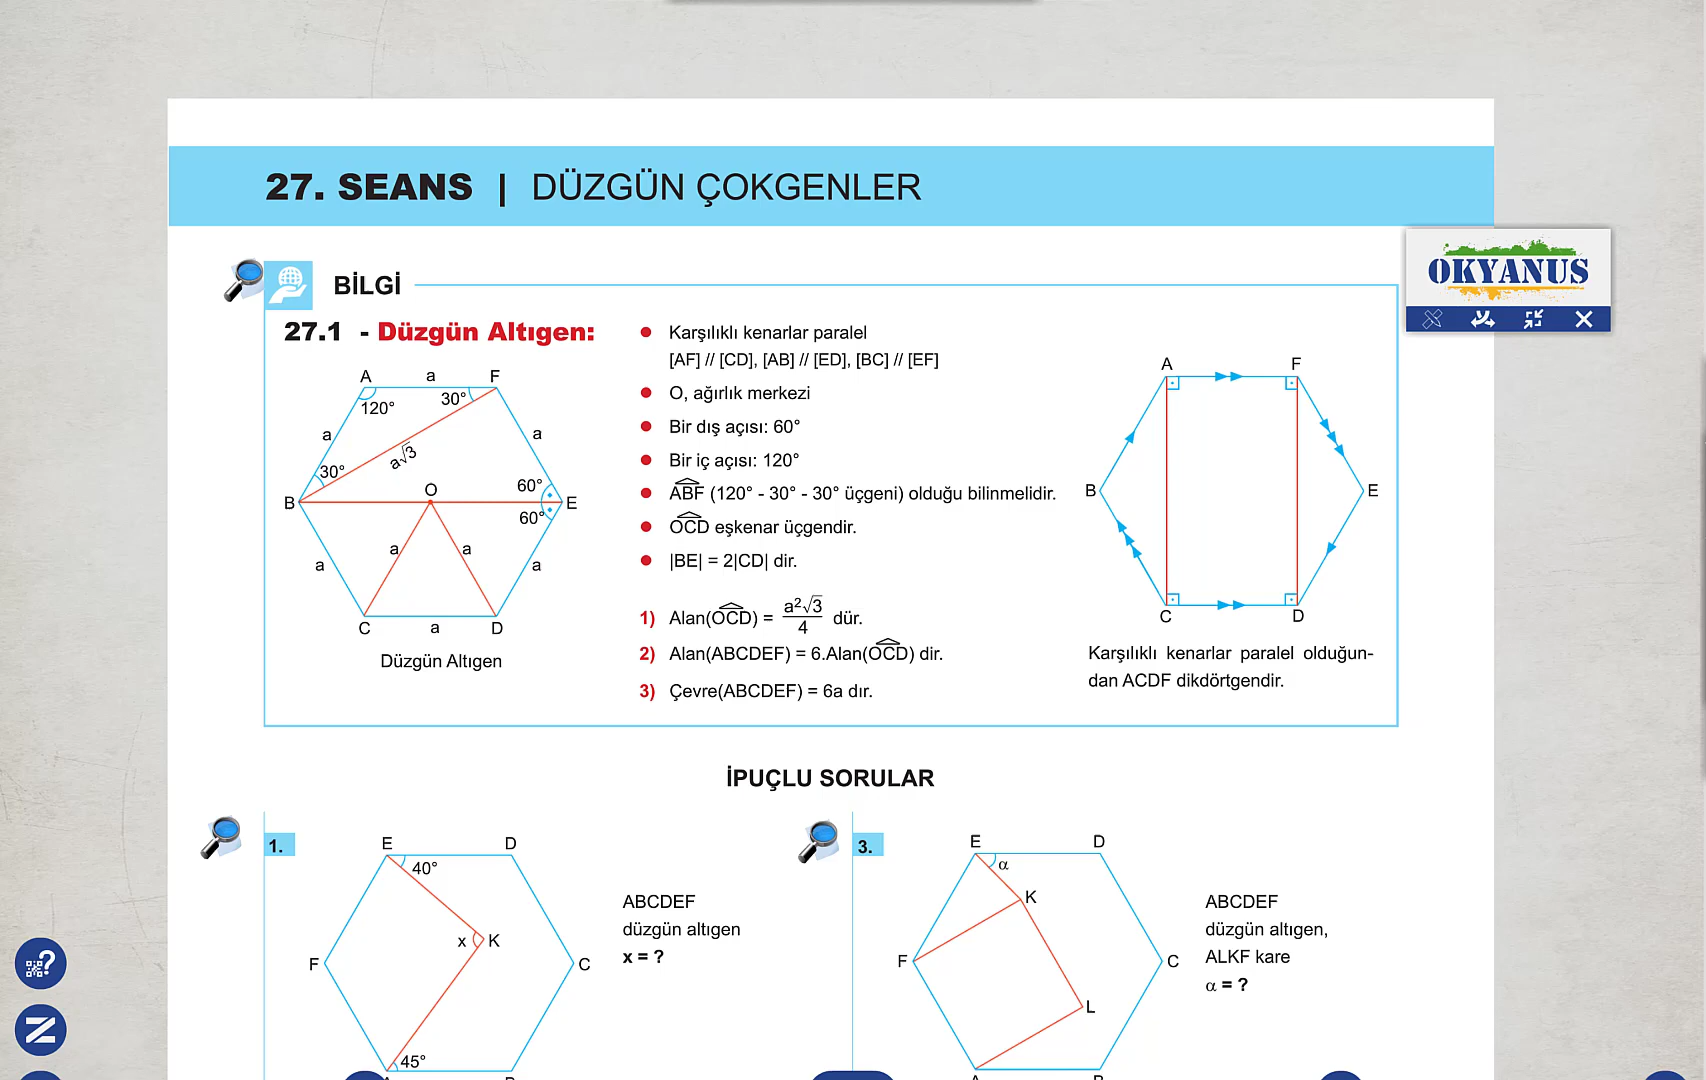 27. SEANS | DÜZGÜN ÇOKGENLER
OKYANUS
BİLGİ
27.1 - Düzgün Altıgen:
A a F
120° 30°
a a
a√3
30°
B O 60° E
60°
a a
a a
C a D
Düzgün Altıgen
● Karşılıklı kenarlar paralel
[AF] // [CD], [AB] // [ED], [BC] // [EF]
● O, ağırlık merkezi
● Bir dış açısı: 60°
● Bir iç açısı: 120°
● ABF (120° - 30° - 30° üçgeni) olduğu bilinmelidir.
● OCD eşkenar üçgendir.
● |BE| = 2|CD| dir.
1) Alan(OCD) = a²√3/4 dür.
2) Alan(ABCDEF) = 6.Alan(OCD) dir.
3) Çevre(ABCDEF) = 6a dır.
A F
B E
C D
Karşılıklı kenarlar paralel olduğun-
dan ACDF dikdörtgendir.
İPUÇLU SORULAR
1.
E D
40°
x K
F C
45°
ABCDEF
düzgün altıgen
x = ?
3.
E D
α
K
F C
L
ABCDEF
düzgün altıgen,
ALKF kare
α = ?